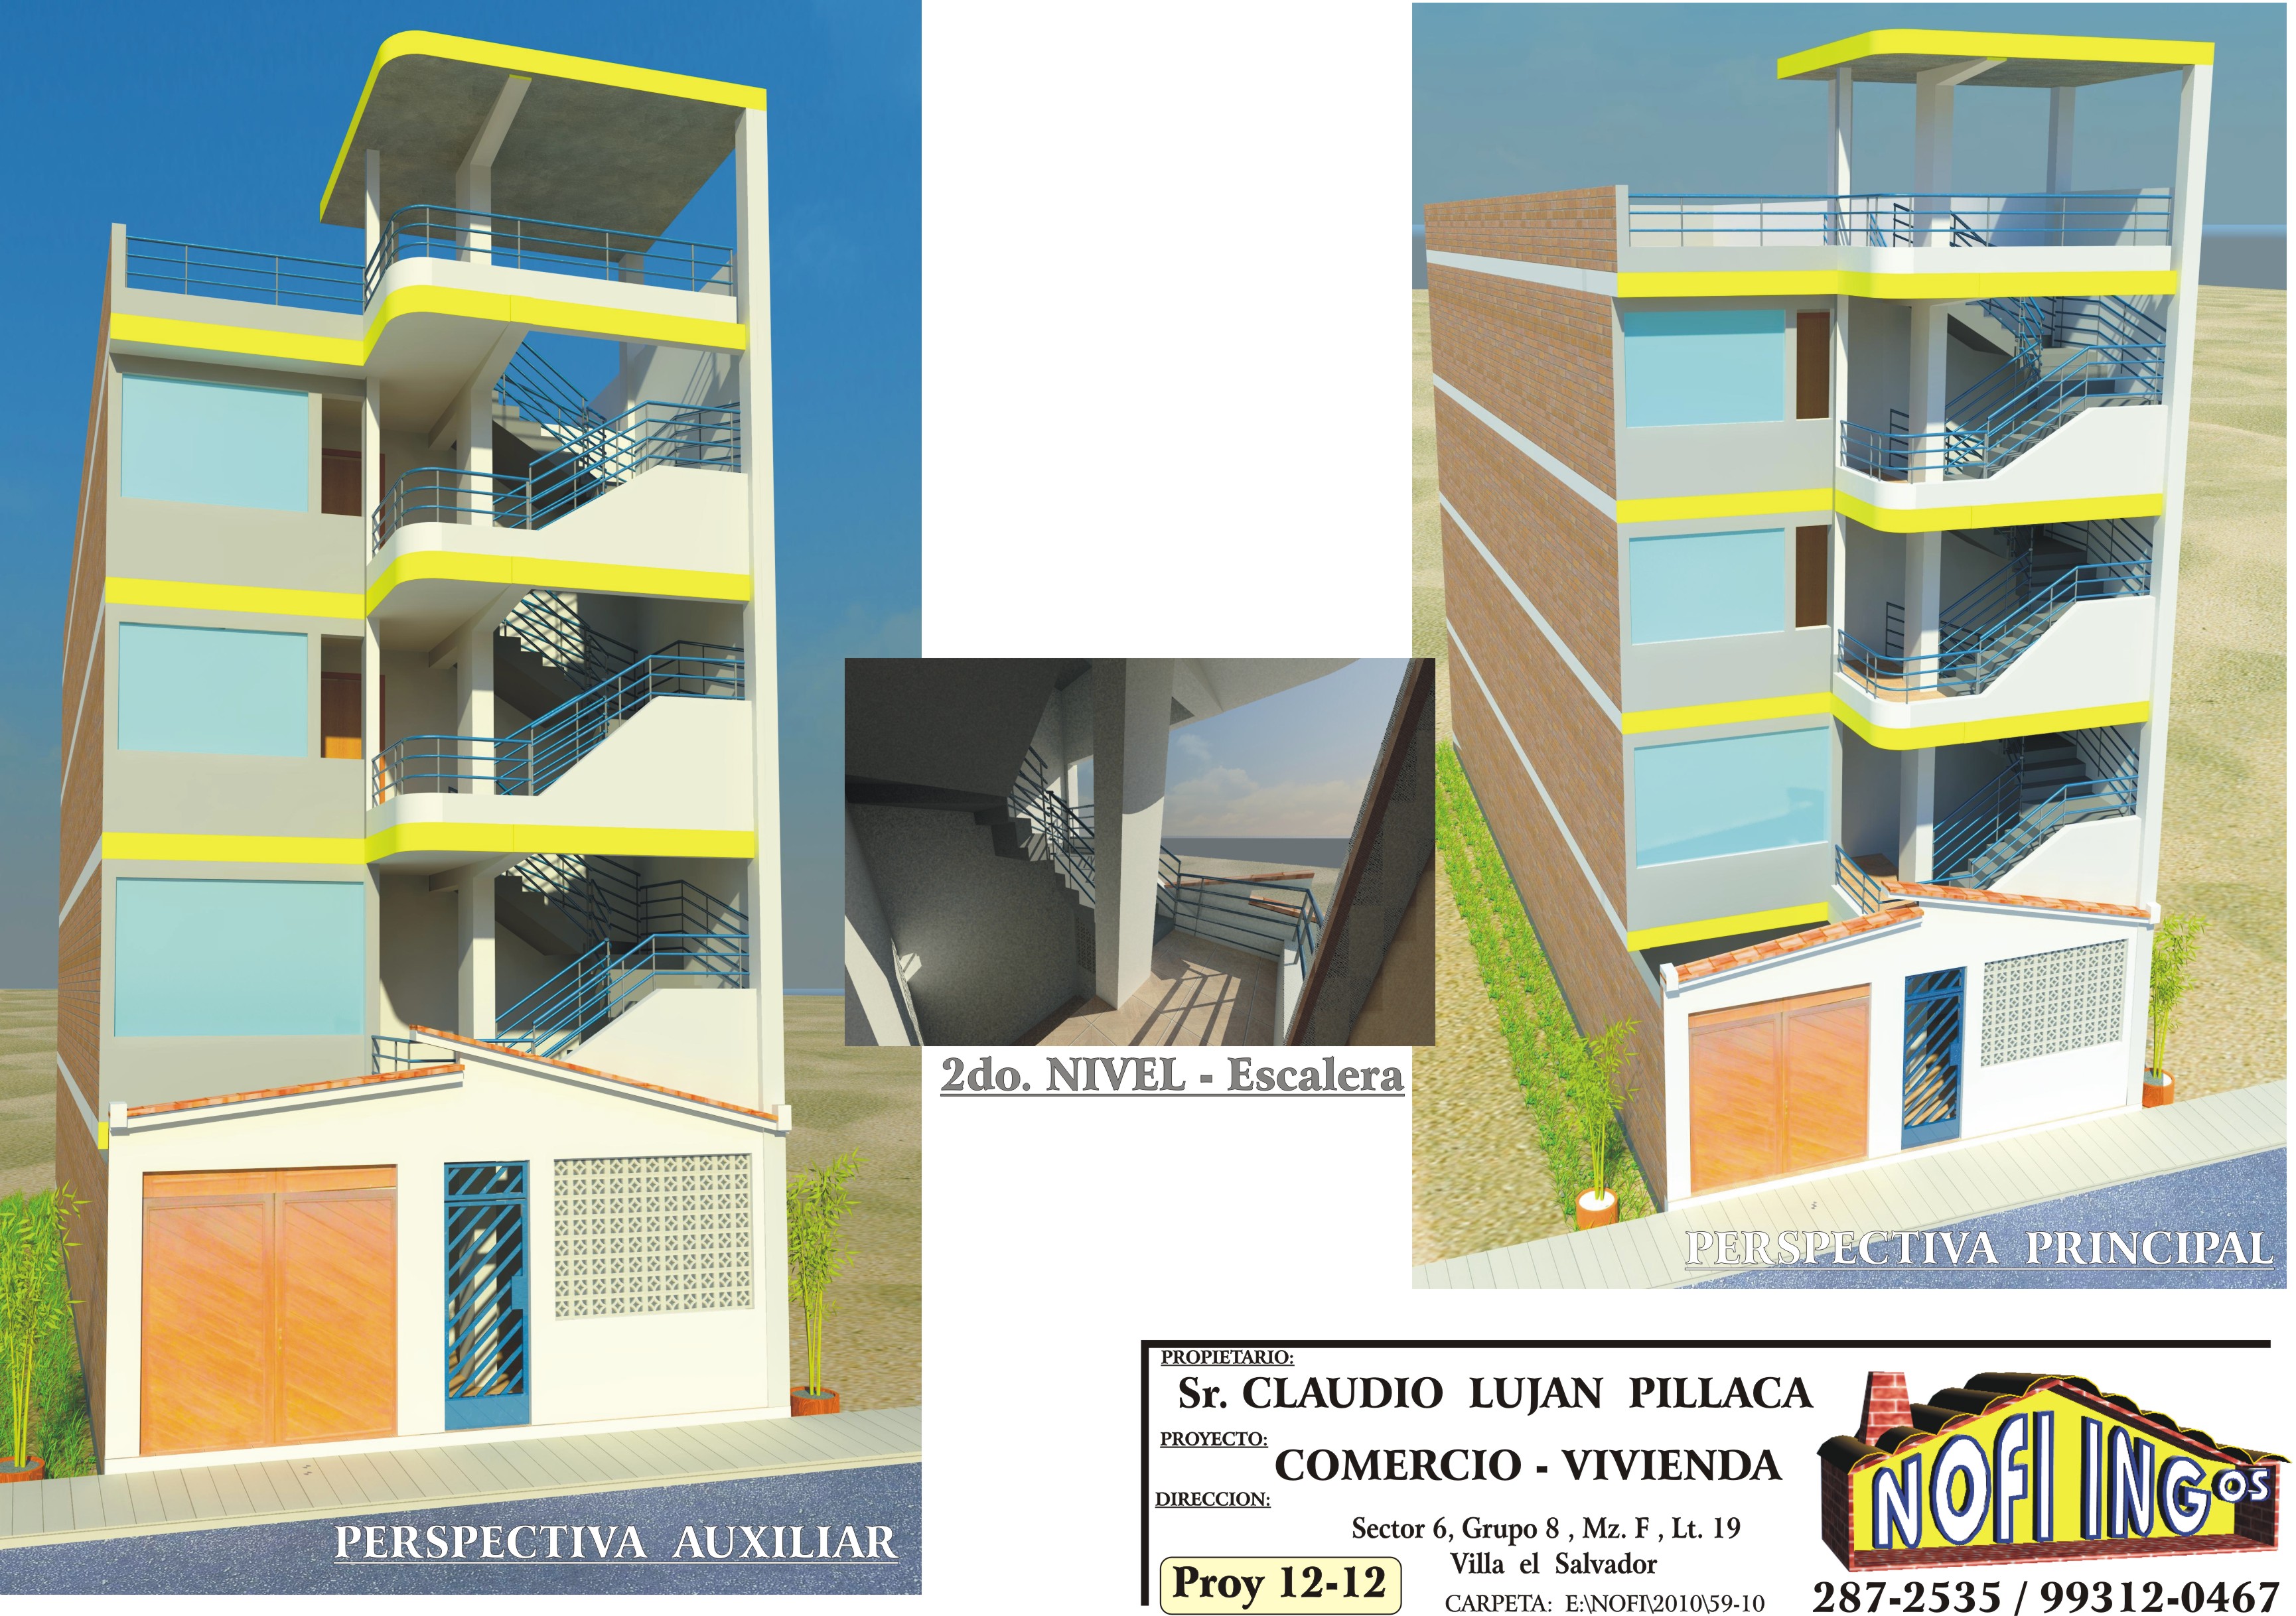 2do. NIVEL - Escalera
PERSPECTIVA PRINCIPAL
PERSPECTIVA AUXILIAR
PROPIETARIO:
Sr. CLAUDIO LUJAN PILLACA
PROYECTO:
COMERCIO - VIVIENDA
DIRECCION:
Sector 6, Grupo 8 , Mz. F , Lt. 19
Villa el Salvador
Proy 12-12
CARPETA: E:\NOFI\2010\59-10
NOFI INGOS
287-2535 / 99312-0467